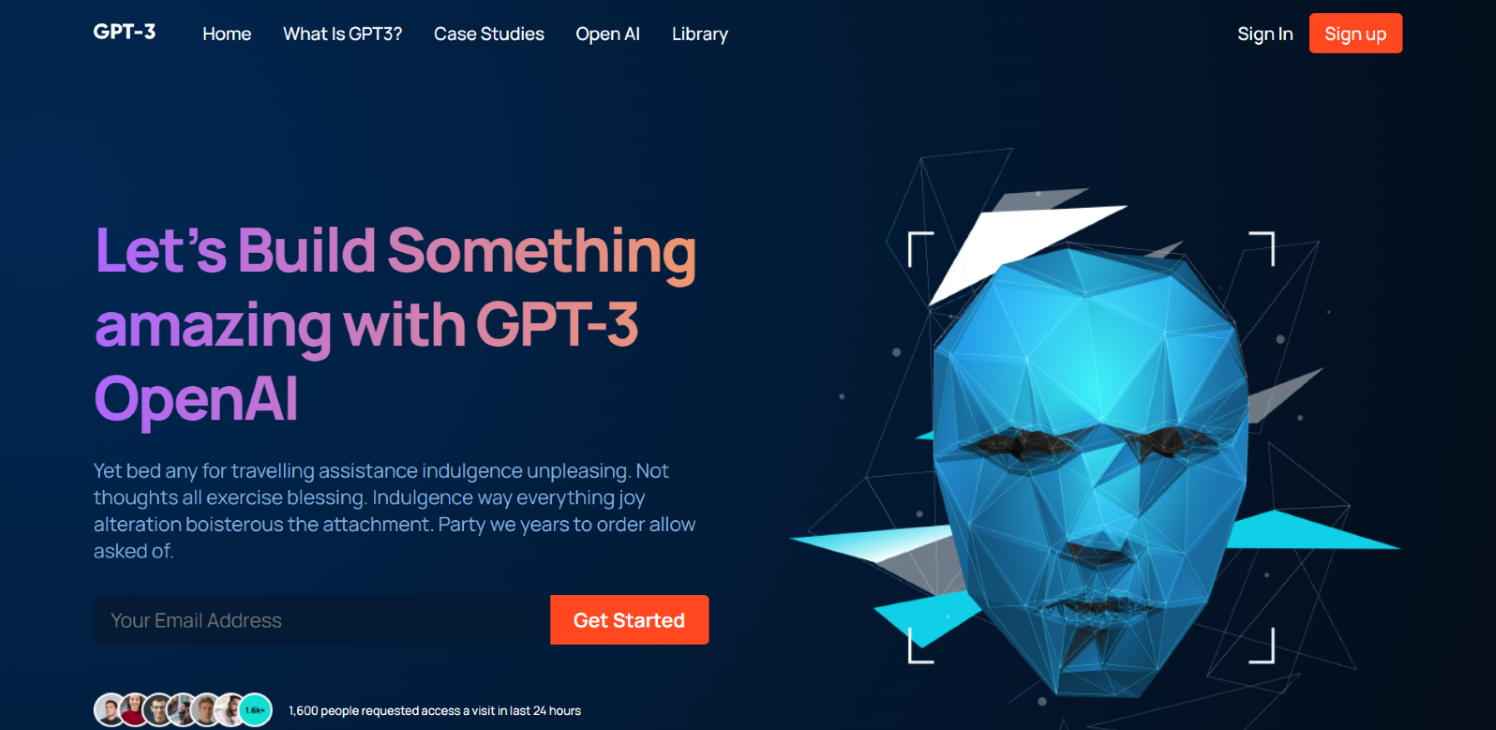 GPT-3 Home What Is GPT3? Case Studies Open AI Library Sign In Sign up
Let's Build Something
amazing with GPT-3
OpenAI
Yet bed any for travelling assistance indulgence unpleasing. Not
thoughts all exercise blessing. Indulgence way everything joy
alteration boisterous the attachment. Party we years to order allow
asked of.
Your Email Address Get Started
1.6k+ 1,600 people requested access a visit in last 24 hours